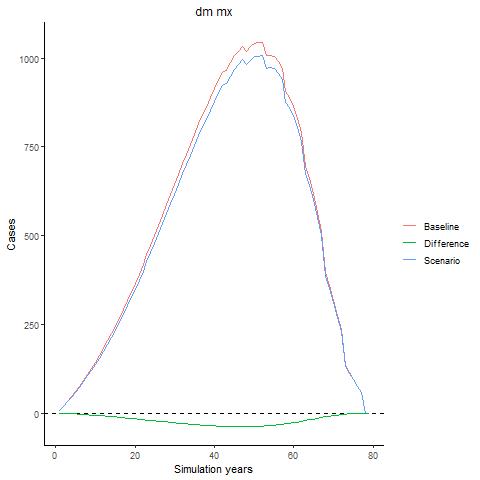 dm mx
1000
750
500
250
0
Cases
0
20
40
60
80
Simulation years
Baseline
Difference
Scenario